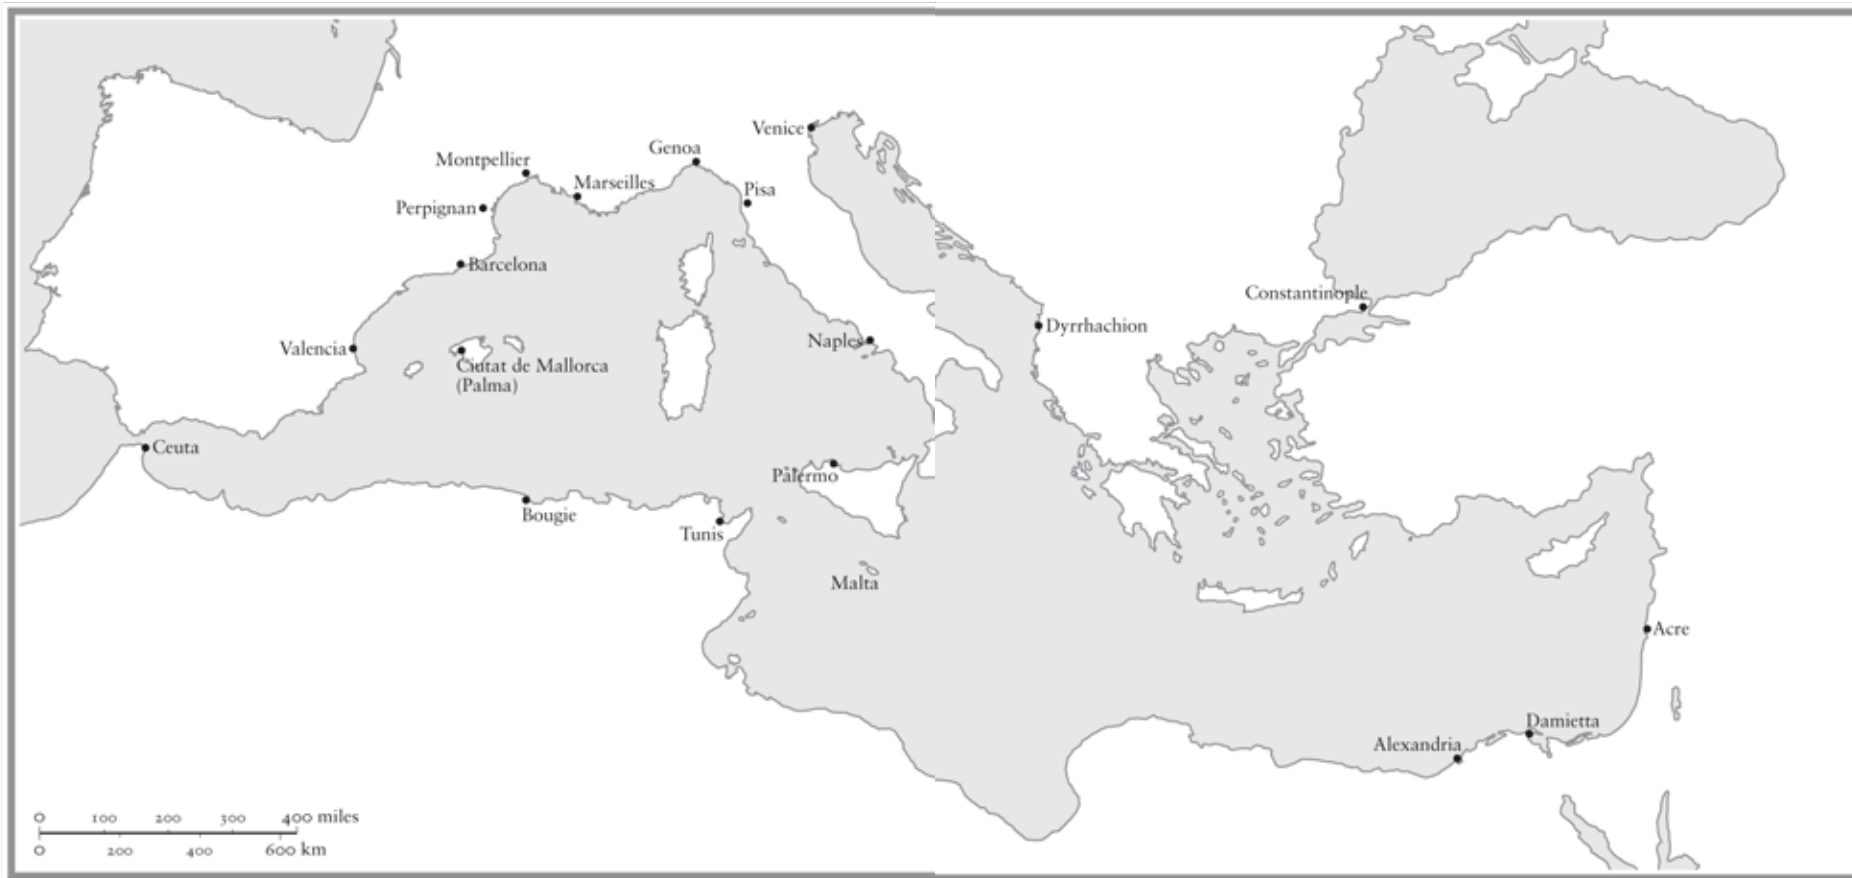 Venice
Genoa
Montpellier
Marseilles
Pisa
Perpignan
Barcelona
Constantinople
Dyrrhachion
Naples
Valencia
Ciutat de Mallorca
(Palma)
Ceuta
Palermo
Bougie
Tunis
Malta
Acre
Damietta
Alexandria
0 100 200 300 400 miles
0 200 400 600 km